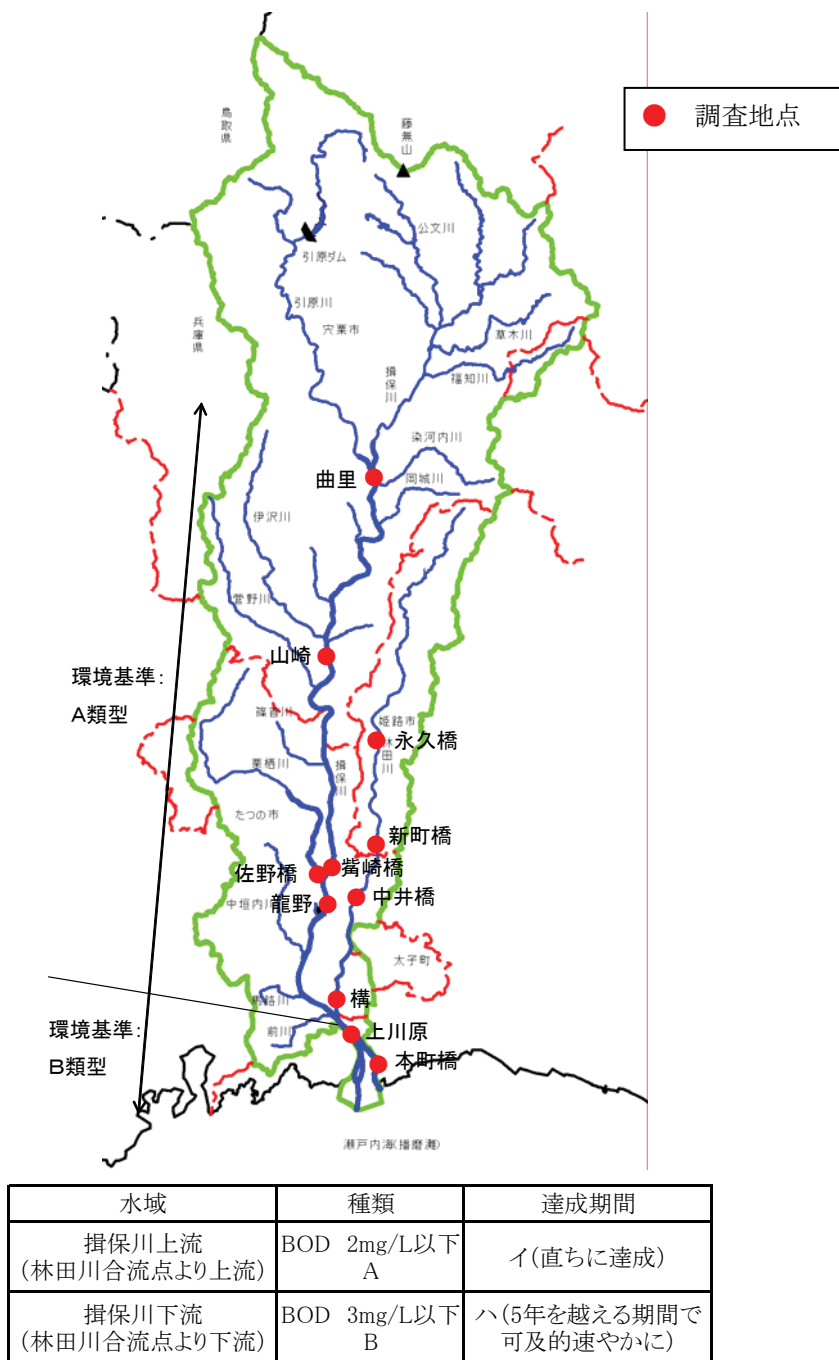 調査地点
鳥取県
藤無山
公文川
引原ダム
引原川
兵庫県
宍粟市
草木川
揖保川
福知川
染河内川
曲里
岡城川
伊沢川
菅野川
山崎
環境基準:
A類型
篠首川
姫路市
林田川
永久橋
栗栖川
揖保川
たつの市
新町橋
觜崎橋
佐野橋
中井橋
中垣内川
龍野
太子町
馬路川
構
環境基準:
B類型
前川
上川原
本町橋
瀬戸内海(播磨灘)
水域 種類 達成期間
揖保川上流
(林田川合流点より上流)
BOD 2mg/L以下
A
イ(直ちに達成)
揖保川下流
(林田川合流点より下流)
BOD 3mg/L以下
B
ハ(5年を越える期間で
可及的速やかに)